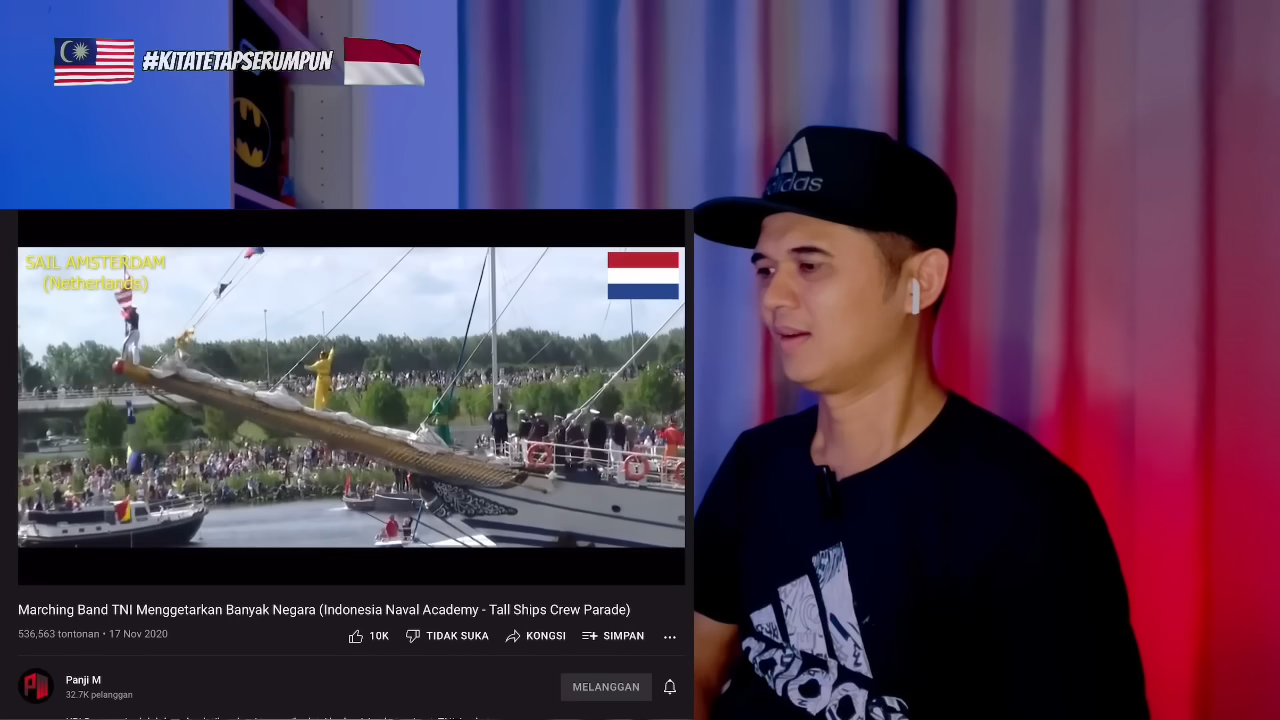 #KITATETAPSERUMPUN
adidas
SAIL AMSTERDAM
(Netherlands)
Marching Band TNI Menggetarkan Banyak Negara (Indonesia Naval Academy - Tall Ships Crew Parade)
536,563 tontonan • 17 Nov 2020
10K
TIDAK SUKA
KONGSI
SIMPAN
Panji M
32.7K pelanggan
MELANGGAN